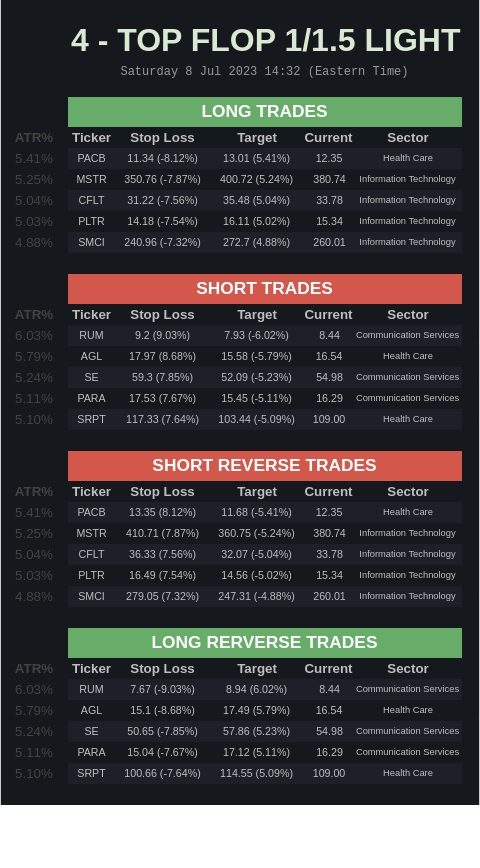 4 - TOP FLOP 1/1.5 LIGHT
Saturday 8 Jul 2023 14:32 (Eastern Time)
LONG TRADES
ATR% Ticker Stop Loss Target Current Sector
5.41% PACB 11.34 (-8.12%) 13.01 (5.41%) 12.35 Health Care
5.25% MSTR 350.76 (-7.87%) 400.72 (5.24%) 380.74 Information Technology
5.04% CFLT 31.22 (-7.56%) 35.48 (5.04%) 33.78 Information Technology
5.03% PLTR 14.18 (-7.54%) 16.11 (5.02%) 15.34 Information Technology
4.88% SMCI 240.96 (-7.32%) 272.7 (4.88%) 260.01 Information Technology
SHORT TRADES
ATR% Ticker Stop Loss Target Current Sector
6.03% RUM 9.2 (9.03%) 7.93 (-6.02%) 8.44 Communication Services
5.79% AGL 17.97 (8.68%) 15.58 (-5.79%) 16.54 Health Care
5.24% SE 59.3 (7.85%) 52.09 (-5.23%) 54.98 Communication Services
5.11% PARA 17.53 (7.67%) 15.45 (-5.11%) 16.29 Communication Services
5.10% SRPT 117.33 (7.64%) 103.44 (-5.09%) 109.00 Health Care
SHORT REVERSE TRADES
ATR% Ticker Stop Loss Target Current Sector
5.41% PACB 13.35 (8.12%) 11.68 (-5.41%) 12.35 Health Care
5.25% MSTR 410.71 (7.87%) 360.75 (-5.24%) 380.74 Information Technology
5.04% CFLT 36.33 (7.56%) 32.07 (-5.04%) 33.78 Information Technology
5.03% PLTR 16.49 (7.54%) 14.56 (-5.02%) 15.34 Information Technology
4.88% SMCI 279.05 (7.32%) 247.31 (-4.88%) 260.01 Information Technology
LONG RERVERSE TRADES
ATR% Ticker Stop Loss Target Current Sector
6.03% RUM 7.67 (-9.03%) 8.94 (6.02%) 8.44 Communication Services
5.79% AGL 15.1 (-8.68%) 17.49 (5.79%) 16.54 Health Care
5.24% SE 50.65 (-7.85%) 57.86 (5.23%) 54.98 Communication Services
5.11% PARA 15.04 (-7.67%) 17.12 (5.11%) 16.29 Communication Services
5.10% SRPT 100.66 (-7.64%) 114.55 (5.09%) 109.00 Health Care